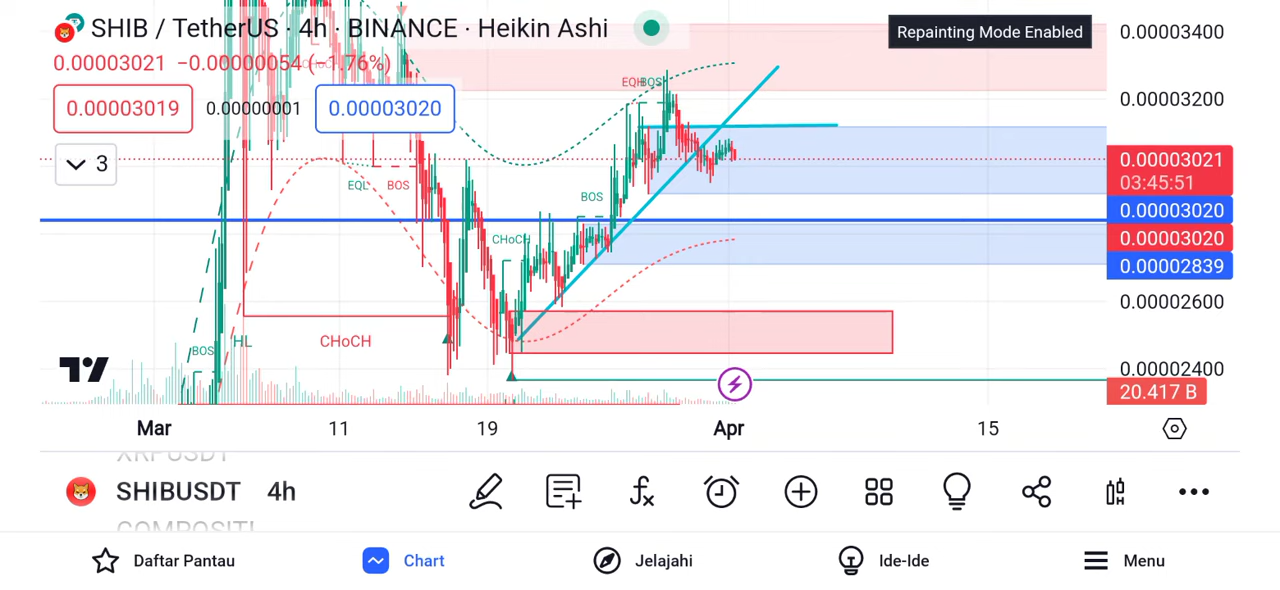 SHIB / TetherUS · 4h · BINANCE · Heikin Ashi
Repainting Mode Enabled
0.00003021 −0.00000054 (−1.76%)
0.00003019 0.00000001 0.00003020
3
EQH BOS
EQL BOS
BOS
CHoCH
BOS HL CHoCH
0.00003400
0.00003200
0.00003021
03:45:51
0.00003020
0.00003020
0.00002839
0.00002600
0.00002400
20.417 B
Mar 11 19 Apr 15
XRPUSDT
SHIBUSDT 4h
Daftar Pantau Chart Jelajahi Ide-Ide Menu